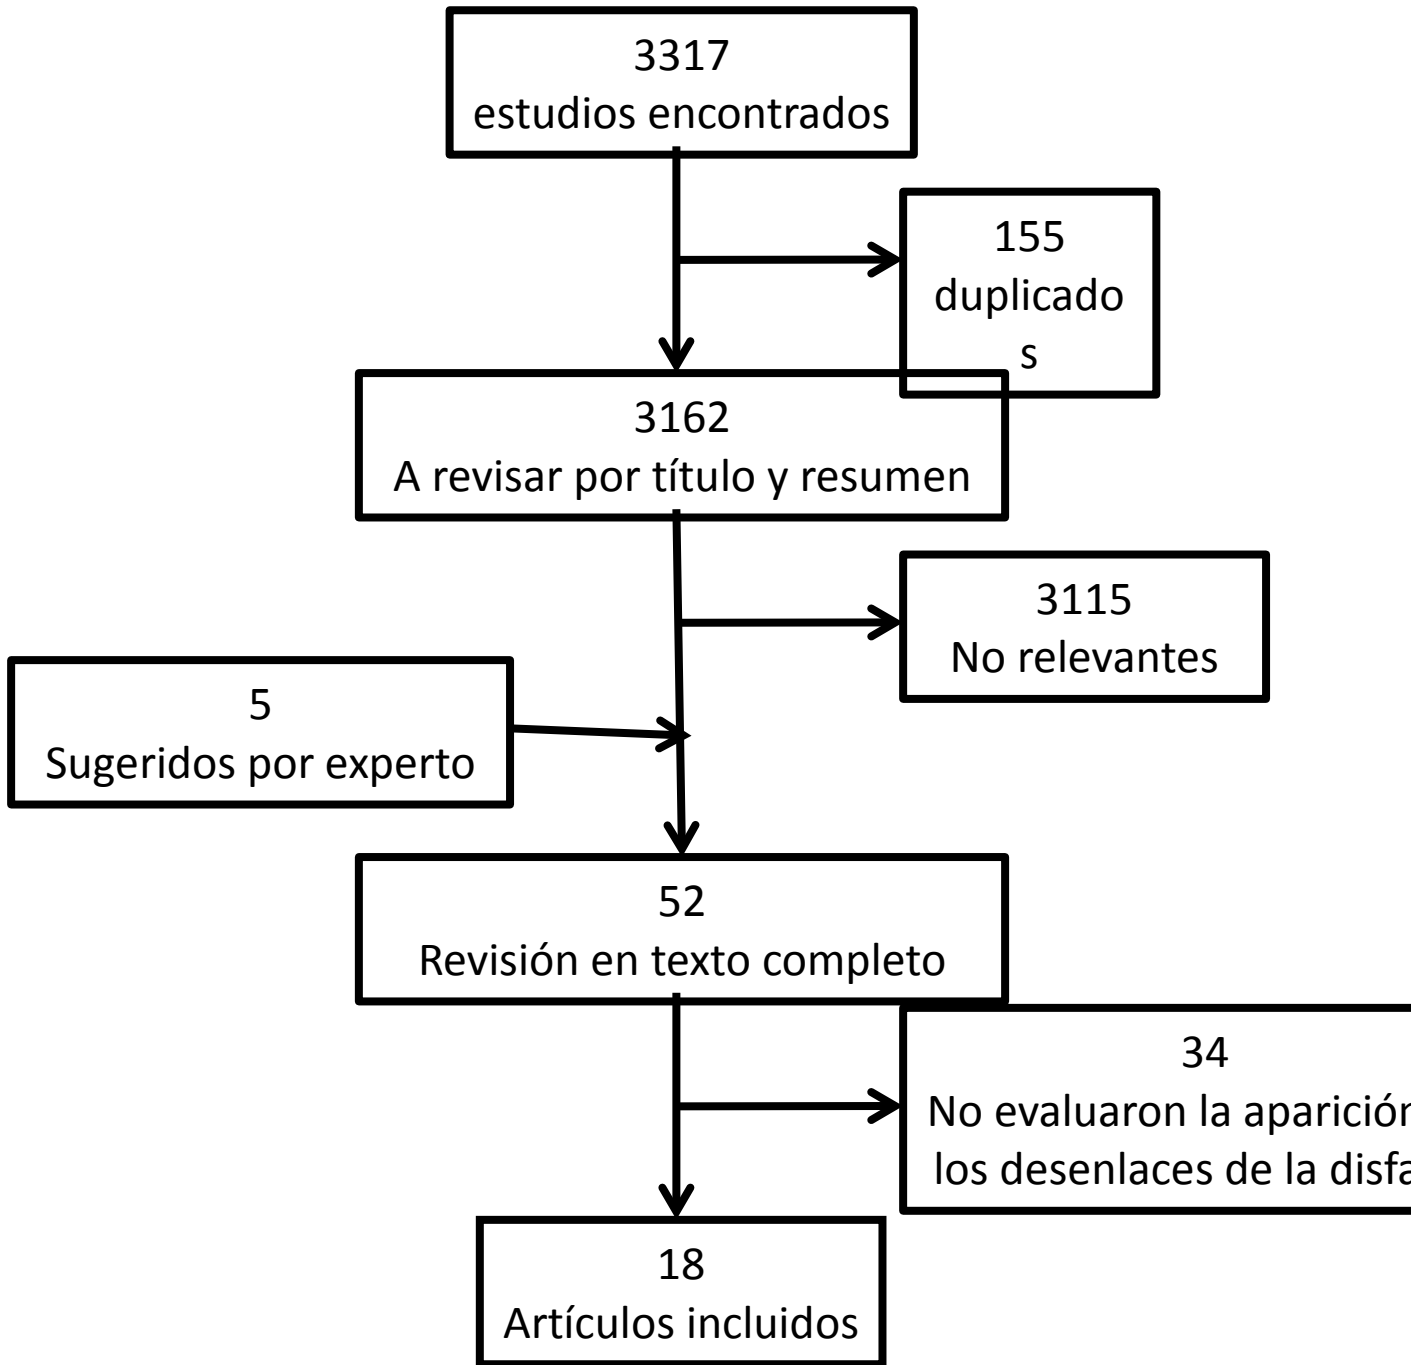 3317
estudios encontrados
155
duplicado
s
3162
A revisar por título y resumen
3115
No relevantes
5
Sugeridos por experto
52
Revisión en texto completo
34
No evaluaron la aparición
los desenlaces de la disfa
18
Artículos incluidos